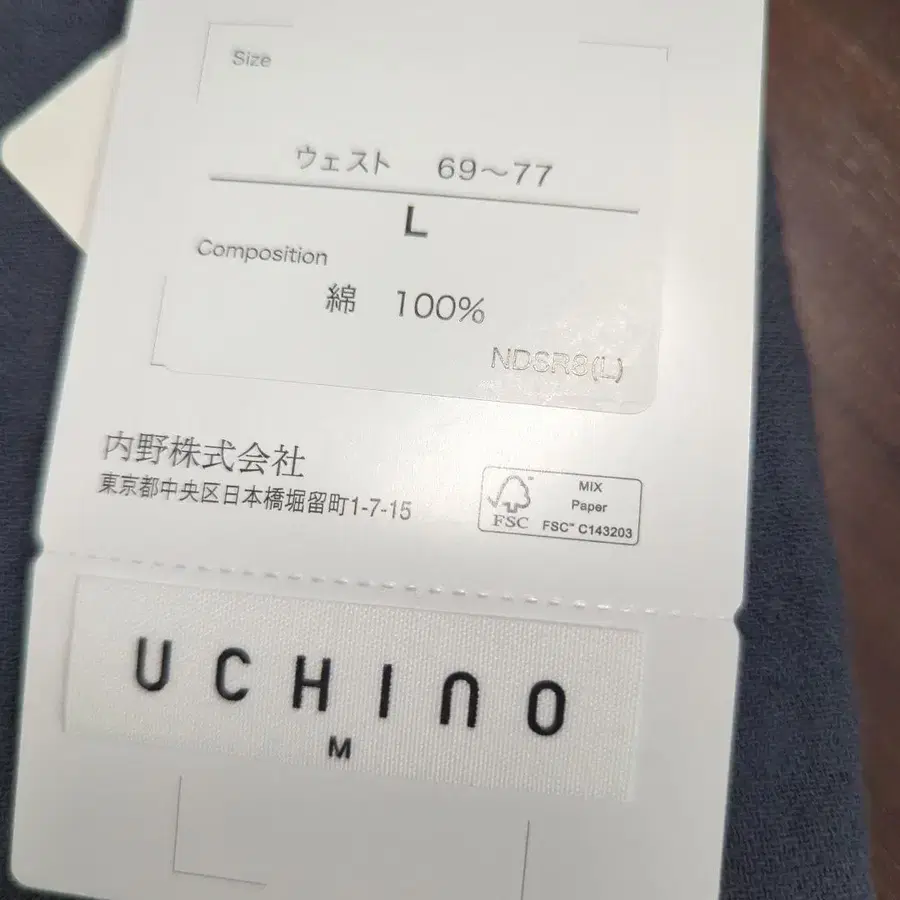 Size
ウェスト 69～77
L
Composition
綿 100%
NDSR8(L)
内野株式会社
東京都中央区日本橋堀留町1-7-15
MIX
Paper
FSC™ C143203
FSC
UCHINO
M